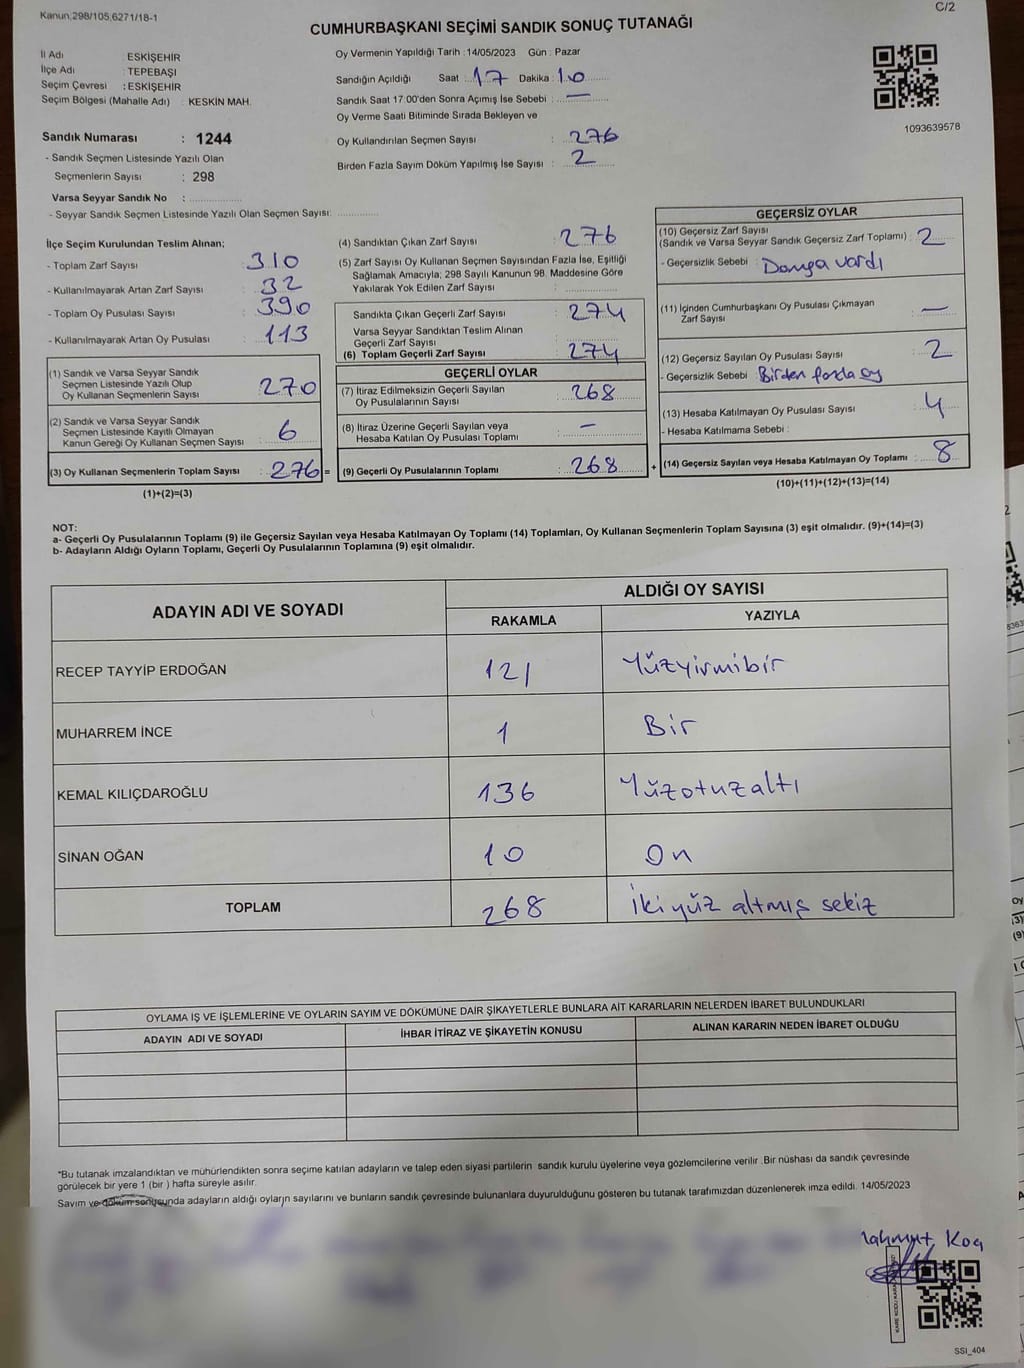 Kanun;298/105,6271/18-1
C/2
CUMHURBAŞKANI SEÇİMİ SANDIK SONUÇ TUTANAĞI
İl Adı : ESKİŞEHİR
İlçe Adı : TEPEBAŞI
Seçim Çevresi : ESKİŞEHİR
Seçim Bölgesi (Mahalle Adı) : KESKİN MAH.
Sandık Numarası : 1244
- Sandık Seçmen Listesinde Yazılı Olan
Seçmenlerin Sayısı : 298
Varsa Seyyar Sandık No : ................
- Seyyar Sandık Seçmen Listesinde Yazılı Olan Seçmen Sayısı: ............
Oy Vermenin Yapıldığı Tarih : 14/05/2023 Gün : Pazar
Sandığın Açıldığı Saat : 17 Dakika : 10
Sandık Saat 17:00'den Sonra Açımış İse Sebebi : —
Oy Verme Saati Bitiminde Sırada Bekleyen ve
Oy Kullandırılan Seçmen Sayısı : 276
Birden Fazla Sayım Döküm Yapılmış İse Sayısı : 2
1093639578
İlçe Seçim Kurulundan Teslim Alınan;
- Toplam Zarf Sayısı : 310
- Kullanılmayarak Artan Zarf Sayısı : 32
- Toplam Oy Pusulası Sayısı : 390
- Kullanılmayarak Artan Oy Pusulası : 113
(1) Sandık ve Varsa Seyyar Sandık
Seçmen Listesinde Yazılı Olup
Oy Kullanan Seçmenlerin Sayısı : 270
(2) Sandık ve Varsa Seyyar Sandık
Seçmen Listesinde Kayıtlı Olmayan
Kanun Gereği Oy Kullanan Seçmen Sayısı : 6
(3) Oy Kullanan Seçmenlerin Toplam Sayısı : 276 =
(1)+(2)=(3)
(4) Sandıktan Çıkan Zarf Sayısı : 276
(5) Zarf Sayısı Oy Kullanan Seçmen Sayısından Fazla İse, Eşitliği
Sağlamak Amacıyla; 298 Sayılı Kanunun 98. Maddesine Göre
Yakılarak Yok Edilen Zarf Sayısı : ............
Sandıkta Çıkan Geçerli Zarf Sayısı : 274
Varsa Seyyar Sandıktan Teslim Alınan
Geçerli Zarf Sayısı :
(6) Toplam Geçerli Zarf Sayısı : 274
GEÇERLİ OYLAR
(7) İtiraz Edilmeksizin Geçerli Sayılan
Oy Pusulalarının Sayısı : 268
(8) İtiraz Üzerine Geçerli Sayılan veya
Hesaba Katılan Oy Pusulası Toplamı : —
(9) Geçerli Oy Pusulalarının Toplamı : 268 +
GEÇERSİZ OYLAR
(10) Geçersiz Zarf Sayısı
(Sandık ve Varsa Seyyar Sandık Geçersiz Zarf Toplamı) : 2
- Geçersizlik Sebebi : Damga vardı
(11) İçinden Cumhurbaşkanı Oy Pusulası Çıkmayan
Zarf Sayısı : —
(12) Geçersiz Sayılan Oy Pusulası Sayısı : 2
- Geçersizlik Sebebi : Birden fazla oy
(13) Hesaba Katılmayan Oy Pusulası Sayısı : 4
- Hesaba Katılmama Sebebi :
(14) Geçersiz Sayılan veya Hesaba Katılmayan Oy Toplamı : 8
(10)+(11)+(12)+(13)=(14)
NOT:
a- Geçerli Oy Pusulalarının Toplamı (9) ile Geçersiz Sayılan veya Hesaba Katılmayan Oy Toplamı (14) Toplamları, Oy Kullanan Seçmenlerin Toplam Sayısına (3) eşit olmalıdır. (9)+(14)=(3)
b- Adayların Aldığı Oyların Toplamı, Geçerli Oy Pusulalarının Toplamına (9) eşit olmalıdır.
ADAYIN ADI VE SOYADI
ALDIĞI OY SAYISI
RAKAMLA YAZIYLA
RECEP TAYYİP ERDOĞAN 121 Yüzyirmibir
MUHARREM İNCE 1 Bir
KEMAL KILIÇDAROĞLU 136 Yüzotuzaltı
SİNAN OĞAN 10 On
TOPLAM 268 İkiyüz altmış sekiz
OYLAMA İŞ VE İŞLEMLERİNE VE OYLARIN SAYIM VE DÖKÜMÜNE DAİR ŞİKAYETLERLE BUNLARA AİT KARARLARIN NELERDEN İBARET BULUNDUKLARI
ADAYIN ADI VE SOYADI İHBAR İTİRAZ VE ŞİKAYETİN KONUSU ALINAN KARARIN NEDEN İBARET OLDUĞU
*Bu tutanak imzalandıktan ve mühürlendikten sonra seçime katılan adayların ve talep eden siyasi partilerin sandık kurulu üyelerine veya gözlemcilerine verilir .Bir nüshası da sandık çevresinde
görülecek bir yere 1 (bir ) hafta süreyle asılır.
Sayım ve döküm sonusunda adayların aldığı oyların sayılarını ve bunların sandık çevresinde bulunanlara duyurulduğunu gösteren bu tutanak tarafımızdan düzenlenerek imza edildi. 14/05/2023
Koç
SSI_404